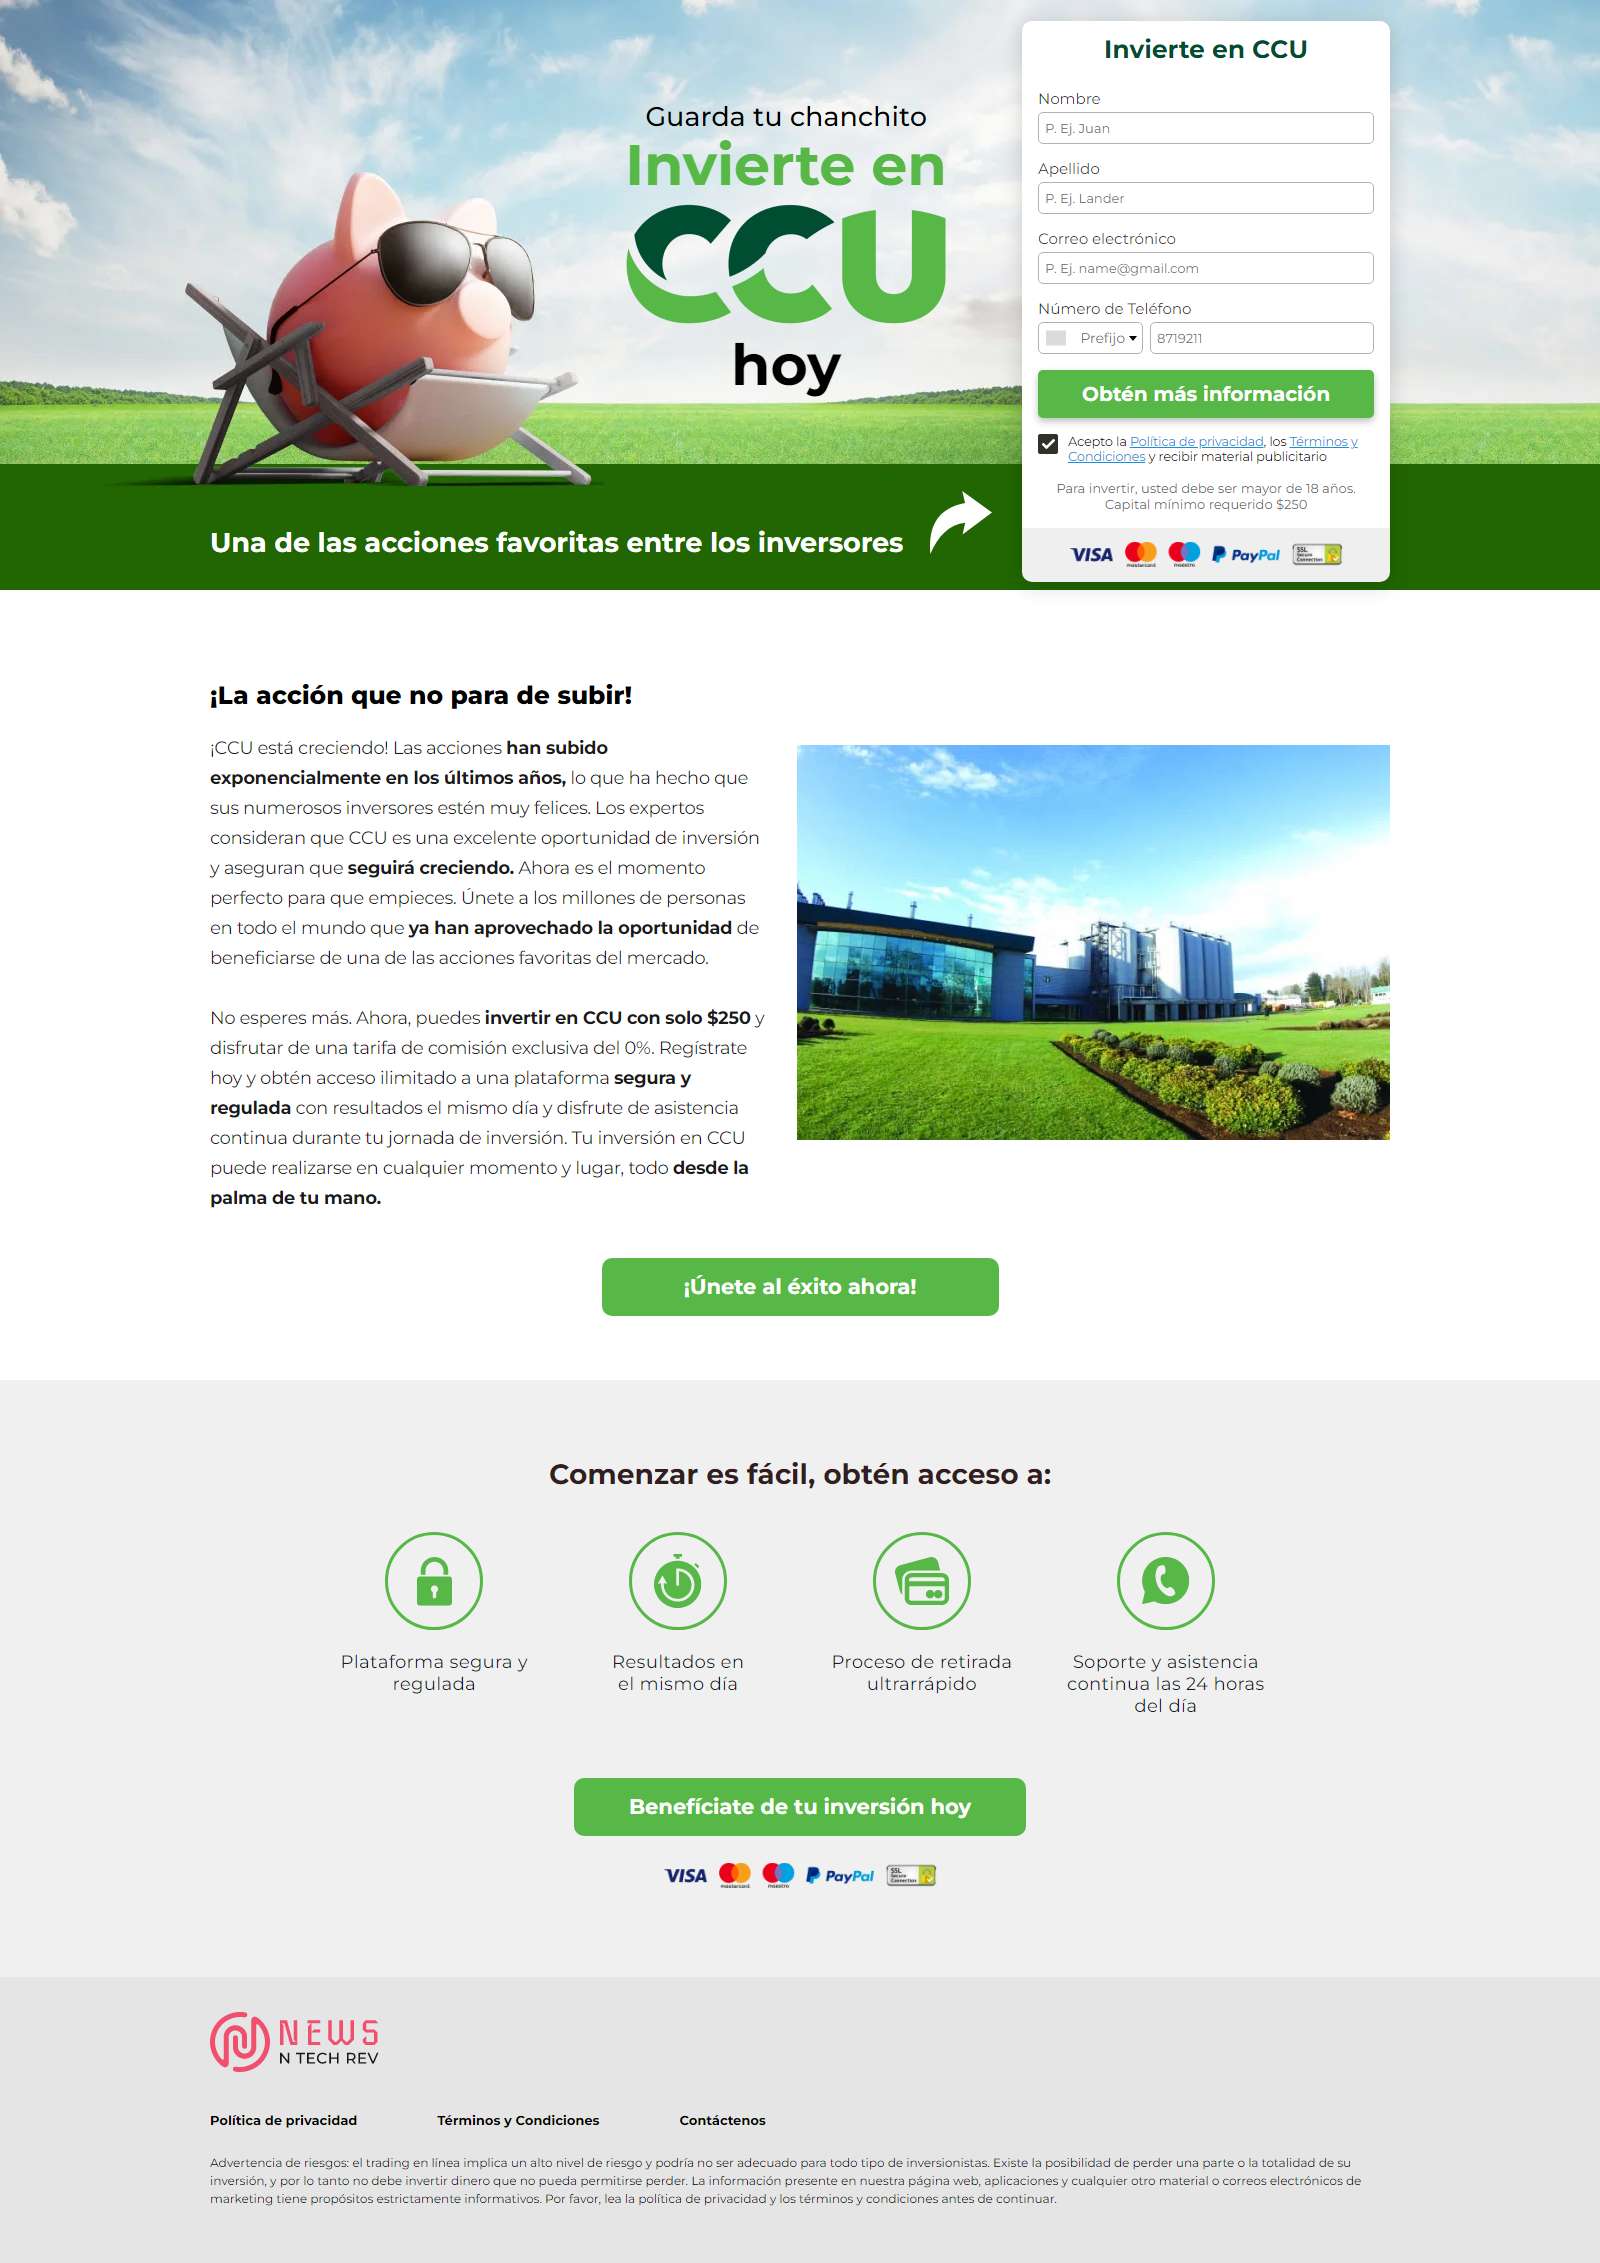 Guarda tu chanchito
Invierte en
CCU
hoy
Una de las acciones favoritas entre los inversores
Invierte en CCU
Nombre
P. Ej. Juan
Apellido
P. Ej. Lander
Correo electrónico
P. Ej. name@gmail.com
Número de Teléfono
Prefijo 8719211
Obtén más información
Acepto la Política de privacidad, los Términos y
Condiciones y recibir material publicitario
Para invertir, usted debe ser mayor de 18 años.
Capital mínimo requerido $250
VISA mastercard maestro PayPal SSL Secure Connection
¡La acción que no para de subir!
¡CCU está creciendo! Las acciones han subido
exponencialmente en los últimos años, lo que ha hecho que
sus numerosos inversores estén muy felices. Los expertos
consideran que CCU es una excelente oportunidad de inversión
y aseguran que seguirá creciendo. Ahora es el momento
perfecto para que empieces. Únete a los millones de personas
en todo el mundo que ya han aprovechado la oportunidad de
beneficiarse de una de las acciones favoritas del mercado.
No esperes más. Ahora, puedes invertir en CCU con solo $250 y
disfrutar de una tarifa de comisión exclusiva del 0%. Regístrate
hoy y obtén acceso ilimitado a una plataforma segura y
regulada con resultados el mismo día y disfrute de asistencia
continua durante tu jornada de inversión. Tu inversión en CCU
puede realizarse en cualquier momento y lugar, todo desde la
palma de tu mano.
¡Únete al éxito ahora!
Comenzar es fácil, obtén acceso a:
Plataforma segura y
regulada
Resultados en
el mismo día
Proceso de retirada
ultrarrápido
Soporte y asistencia
continua las 24 horas
del día
Benefíciate de tu inversión hoy
VISA mastercard maestro PayPal SSL Secure Connection
NEWS
N TECH REV
Política de privacidad Términos y Condiciones Contáctenos
Advertencia de riesgos: el trading en línea implica un alto nivel de riesgo y podría no ser adecuado para todo tipo de inversionistas. Existe la posibilidad de perder una parte o la totalidad de su
inversión, y por lo tanto no debe invertir dinero que no pueda permitirse perder. La información presente en nuestra página web, aplicaciones y cualquier otro material o correos electrónicos de
marketing tiene propósitos estrictamente informativos. Por favor, lea la política de privacidad y los términos y condiciones antes de continuar.